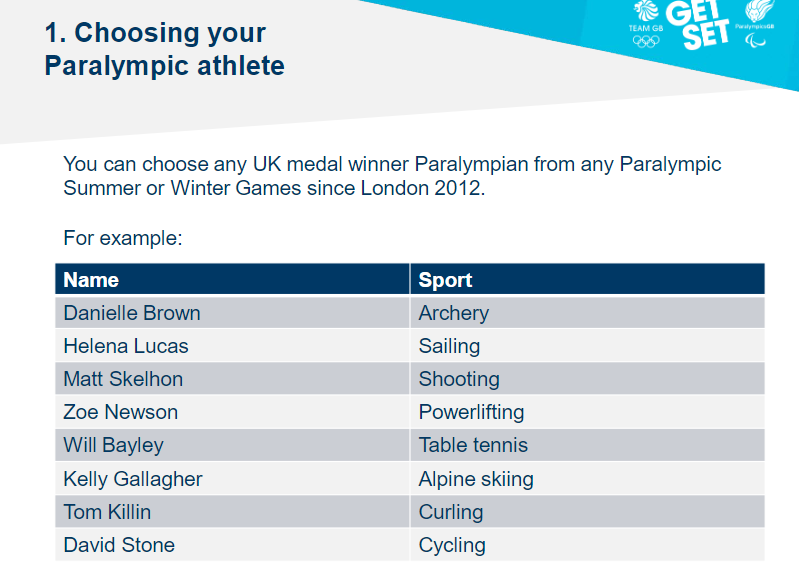 1. Choosing your
Paralympic athlete
TEAM GB
GET
SET
ParalympicsGB
You can choose any UK medal winner Paralympian from any Paralympic
Summer or Winter Games since London 2012.
For example:
Name Sport
Danielle Brown Archery
Helena Lucas Sailing
Matt Skelhon Shooting
Zoe Newson Powerlifting
Will Bayley Table tennis
Kelly Gallagher Alpine skiing
Tom Killin Curling
David Stone Cycling